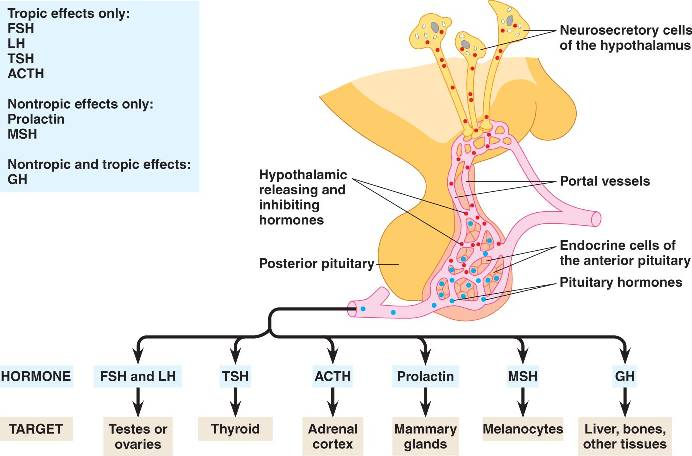 Tropic effects only:
FSH
LH
TSH
ACTH
Nontropic effects only:
Prolactin
MSH
Nontropic and tropic effects:
GH
Neurosecretory cells
of the hypothalamus
Hypothalamic
releasing and
inhibiting
hormones
Portal vessels
Endocrine cells of
the anterior pituitary
Posterior pituitary
Pituitary hormones
HORMONE
FSH and LH
TSH
ACTH
Prolactin
MSH
GH
TARGET
Testes or
ovaries
Thyroid
Adrenal
cortex
Mammary
glands
Melanocytes
Liver, bones,
other tissues